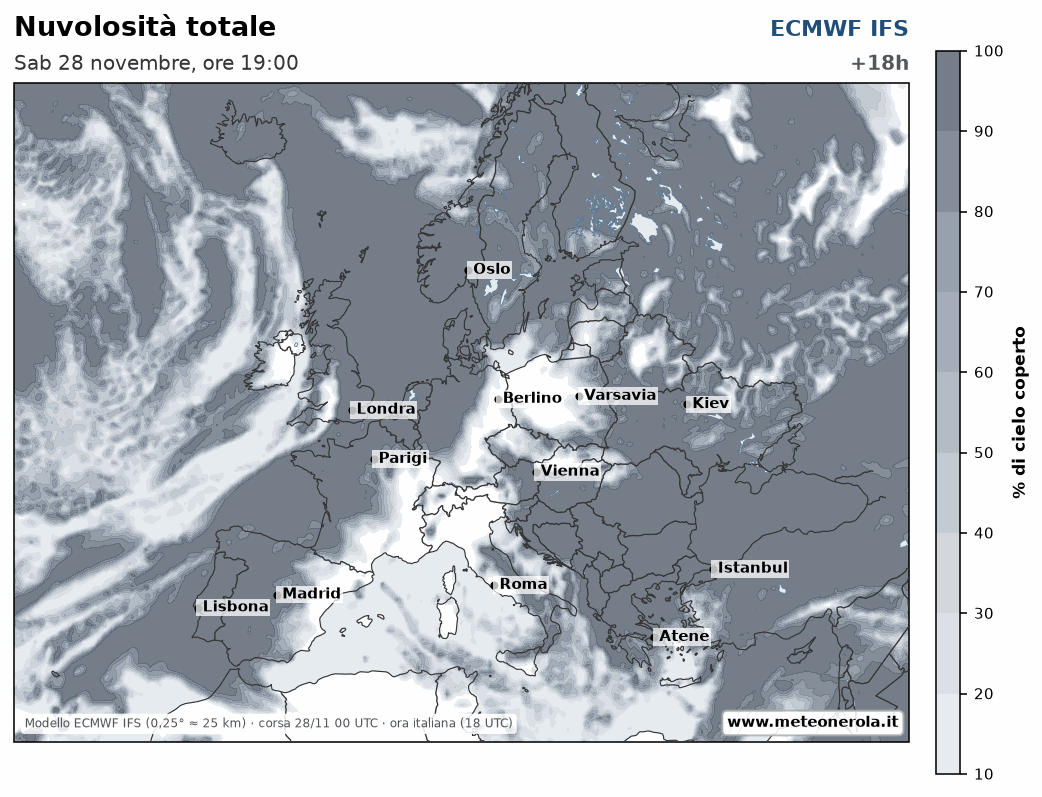 Nuvolosità totale
ECMWF IFS
Sab 28 novembre, ore 19:00
+18h
100
90
80
70
60
50
40
30
20
10
% di cielo coperto
Oslo
Londra
Berlino
Varsavia
Kiev
Parigi
Vienna
Istanbul
Roma
Madrid
Lisbona
Atene
Modello ECMWF IFS (0,25° ≈ 25 km) · corsa 28/11 00 UTC · ora italiana (18 UTC)
www.meteonerola.it